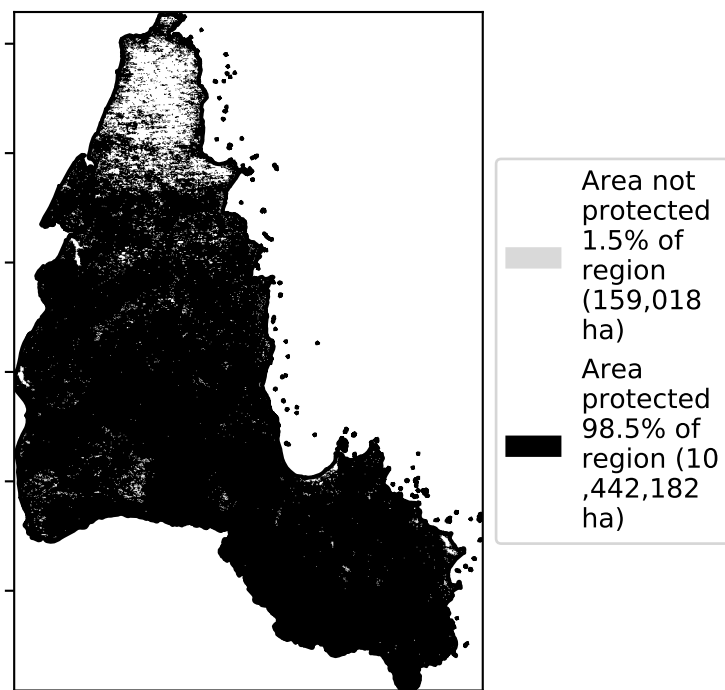 Area not
protected
1.5% of
region
(159,018
ha)
Area
protected
98.5% of
region (10
,442,182
ha)